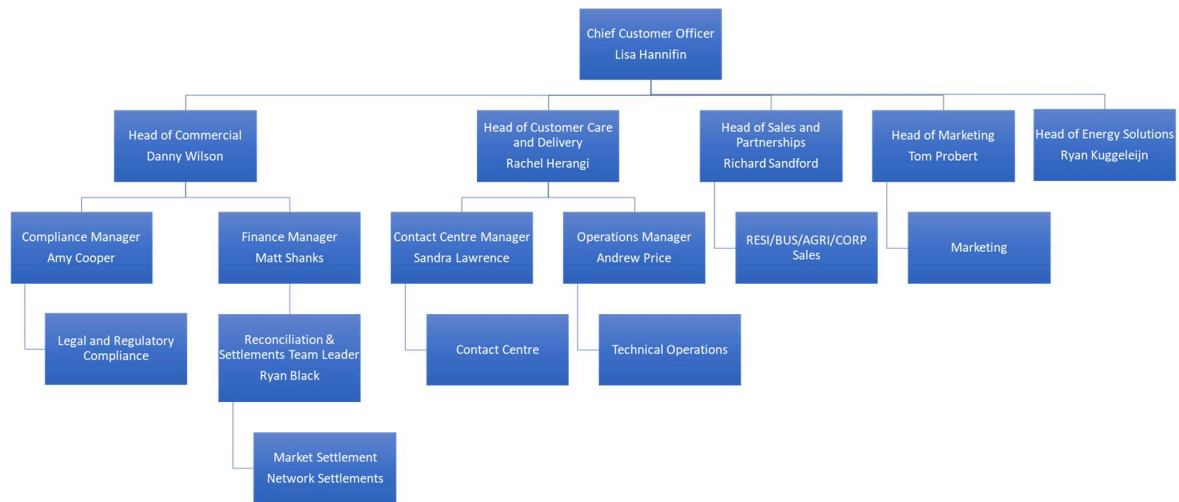 Chief Customer Officer
Lisa Hannifin
Head of Commercial
Danny Wilson
Head of Customer Care
and Delivery
Rachel Herangi
Head of Sales and
Partnerships
Richard Sandford
Head of Marketing
Tom Probert
Head of Energy Solutions
Ryan Kuggeleijn
Compliance Manager
Amy Cooper
Finance Manager
Matt Shanks
Contact Centre Manager
Sandra Lawrence
Operations Manager
Andrew Price
RESI/BUS/AGRI/CORP
Sales
Marketing
Legal and Regulatory
Compliance
Reconciliation &
Settlements Team Leader
Ryan Black
Contact Centre
Technical Operations
Market Settlement
Network Settlements